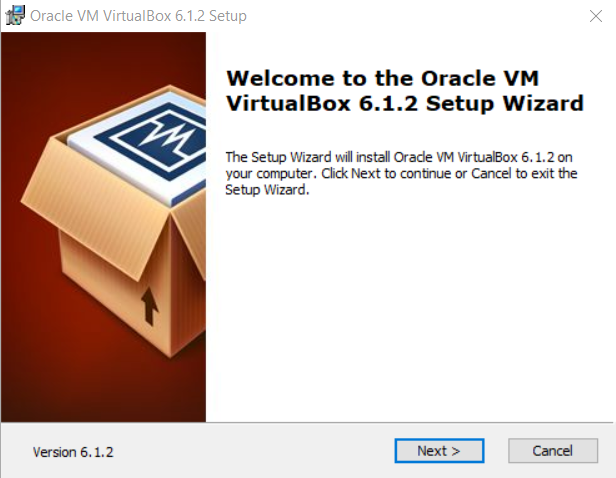 Oracle VM VirtualBox 6.1.2 Setup
Welcome to the Oracle VM
VirtualBox 6.1.2 Setup Wizard
The Setup Wizard will install Oracle VM VirtualBox 6.1.2 on
your computer. Click Next to continue or Cancel to exit the
Setup Wizard.
Version 6.1.2
Next >
Cancel